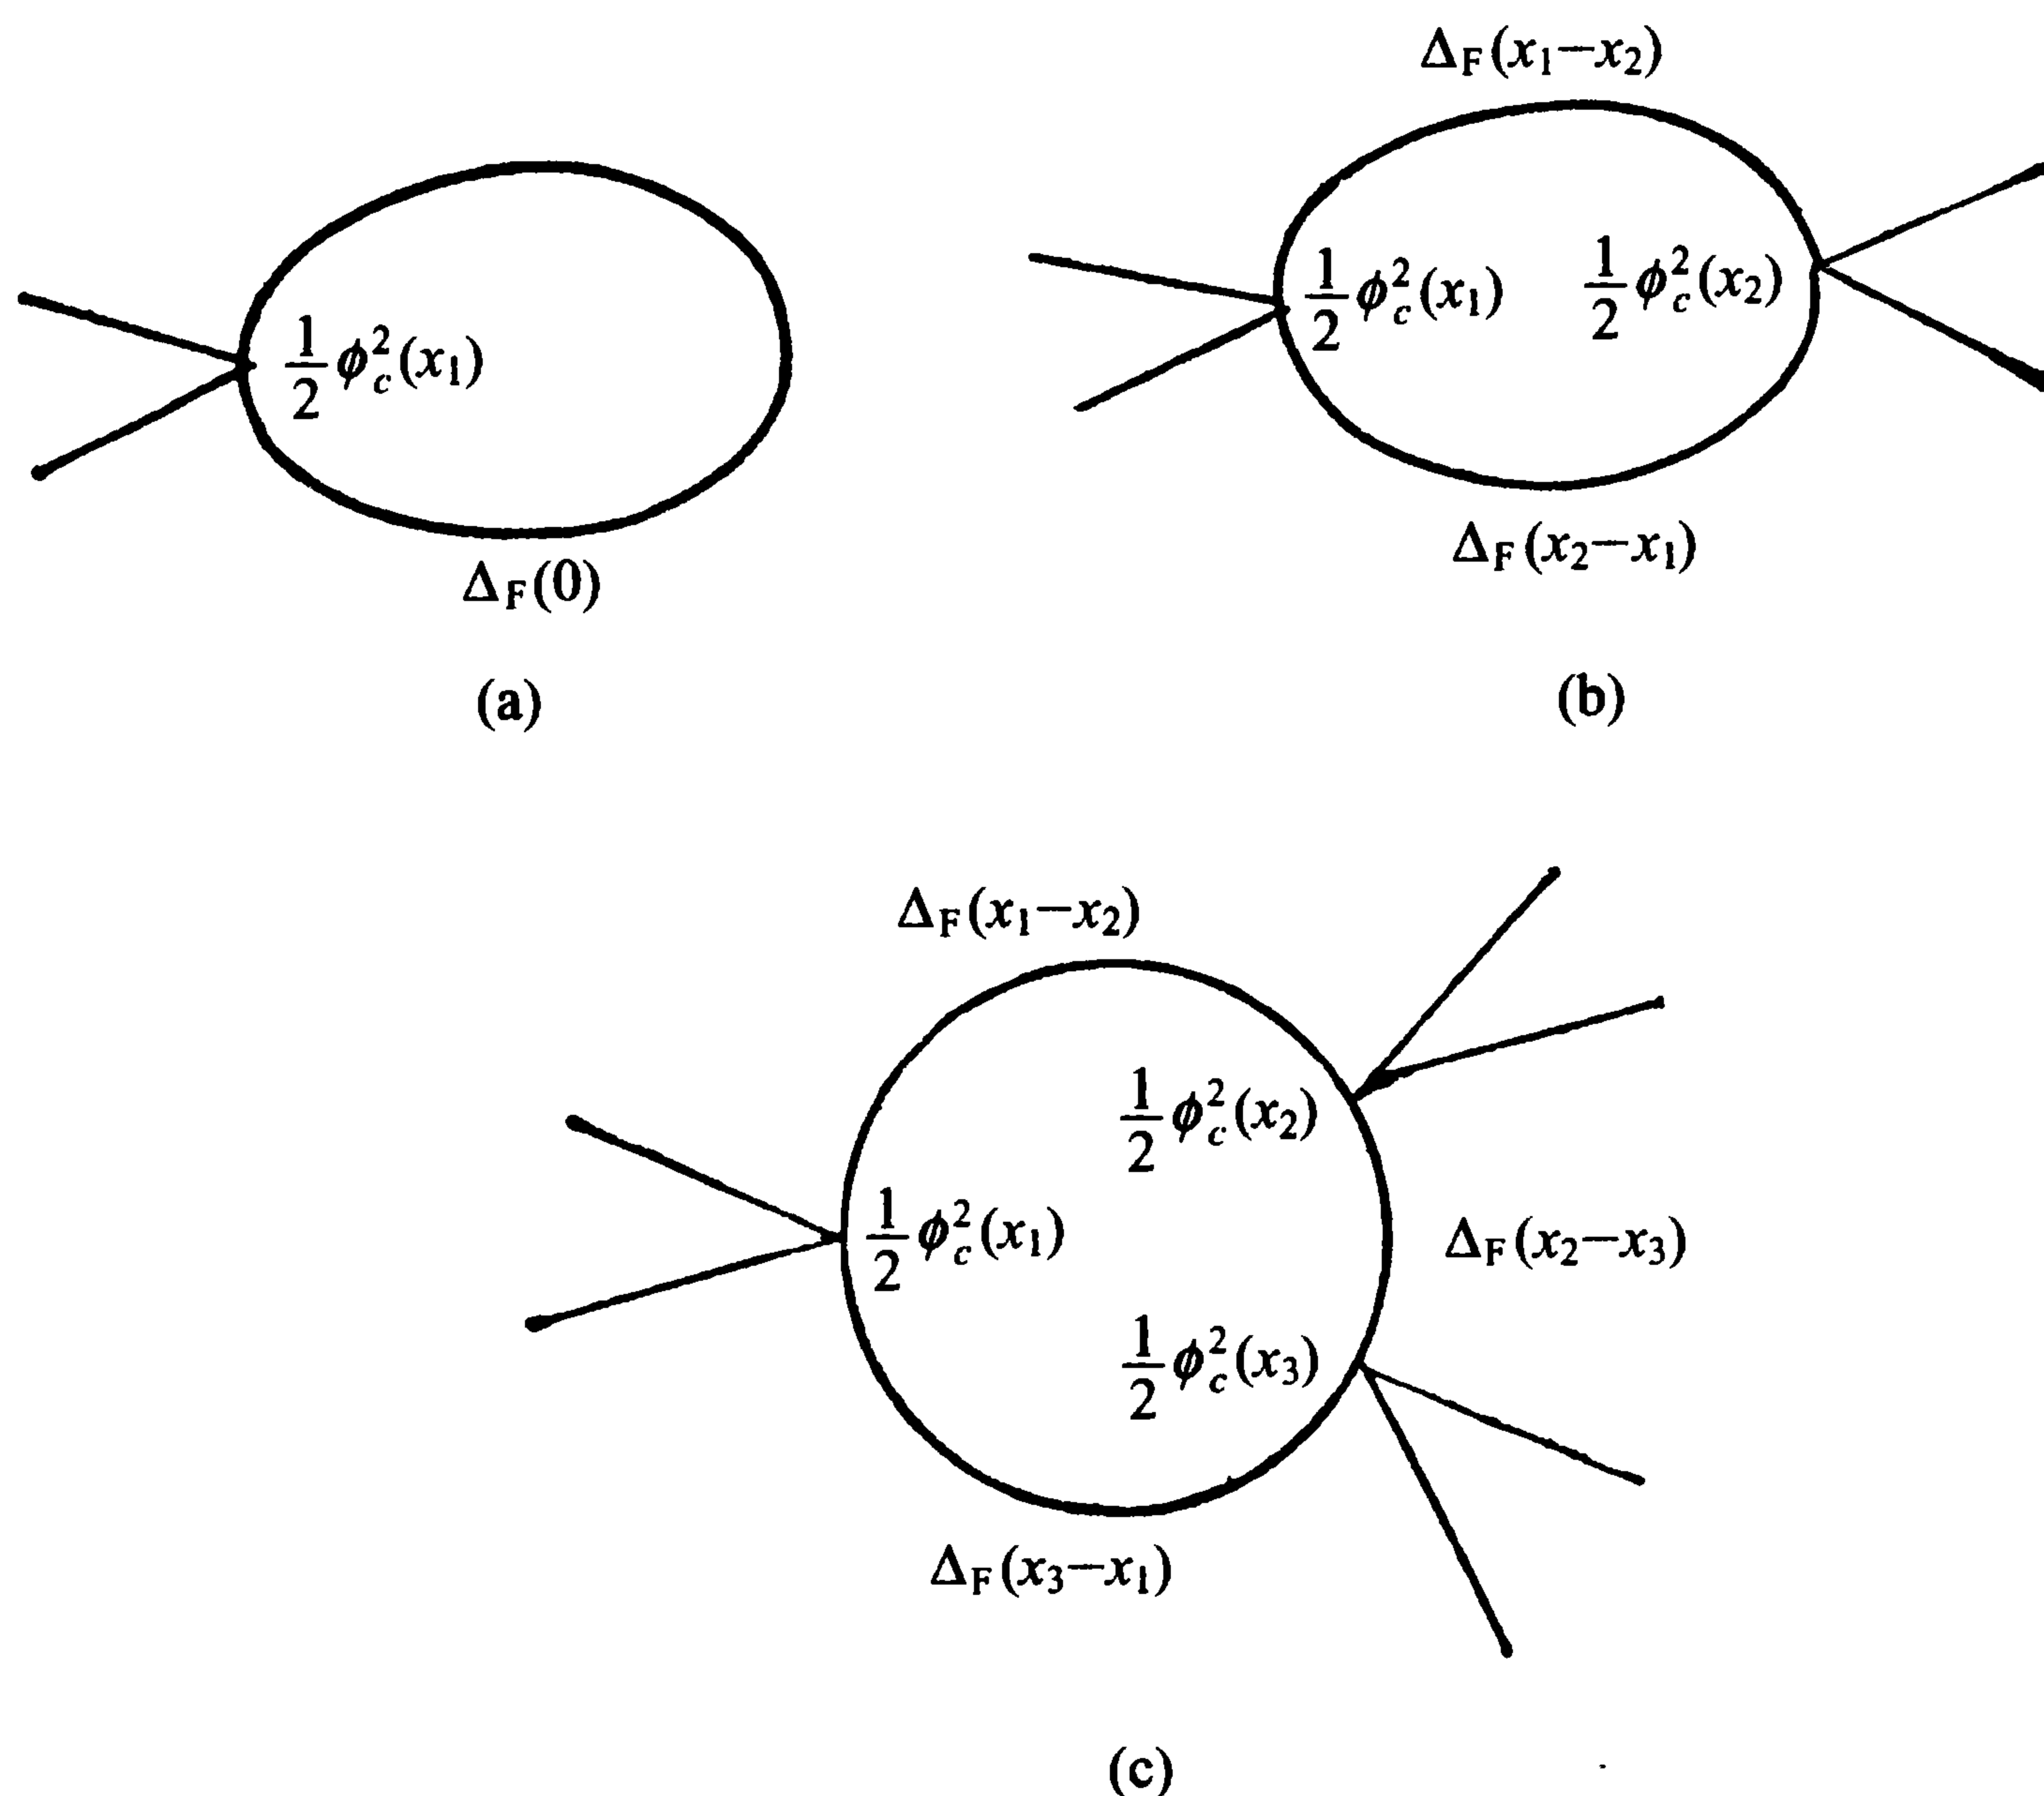 Δ_F(x₁−x₂)
½ϕ_c²(x₁)
½ϕ_c²(x₁) ½ϕ_c²(x₂)
Δ_F(0)
Δ_F(x₂−x₁)
(a)
(b)
Δ_F(x₁−x₂)
½ϕ_c²(x₂)
½ϕ_c²(x₁)
Δ_F(x₂−x₃)
½ϕ_c²(x₃)
Δ_F(x₃−x₁)
(c)